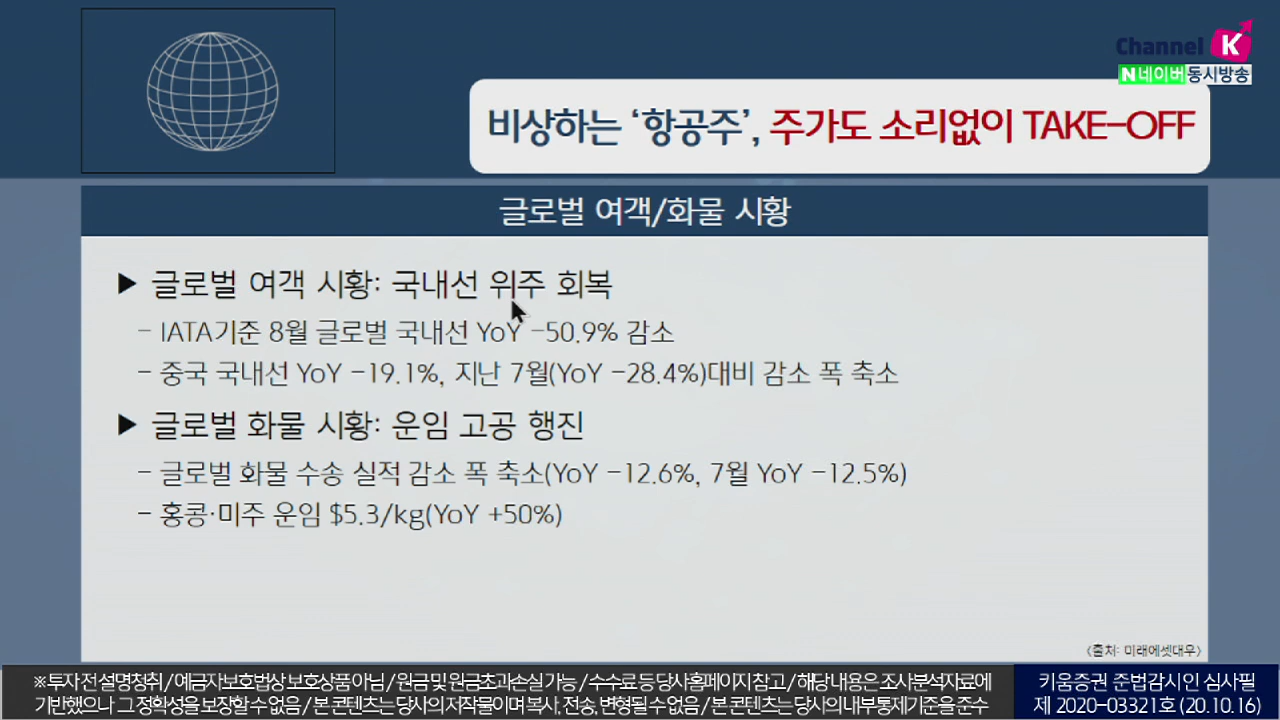 Channel K
N네이버동시방송
비상하는 ‘항공주’, 주가도 소리없이 TAKE-OFF
글로벌 여객/화물 시황
▶ 글로벌 여객 시황: 국내선 위주 회복
- IATA기준 8월 글로벌 국내선 YoY -50.9% 감소
- 중국 국내선 YoY -19.1%, 지난 7월(YoY -28.4%)대비 감소 폭 축소
▶ 글로벌 화물 시황: 운임 고공 행진
- 글로벌 화물 수송 실적 감소 폭 축소(YoY -12.6%, 7월 YoY -12.5%)
- 홍콩·미주 운임 $5.3/kg(YoY +50%)
<출처: 미래에셋대우>
※투자 전 설명청취 / 예금자보호법상 보호상품 아님 / 원금 및 원금초과손실 가능 / 수수료 등 당사홈페이지 참고 / 해당 내용은 조사분석자료에
기반했으나 그 정확성을 보장할 수 없음 / 본 콘텐츠는 당사의 저작물이며 복사, 전송, 변형될 수 없음 / 본 콘텐츠는 당사의 내부통제기준을 준수
키움증권 준법감시인 심사필
제 2020-03321호 (20.10.16)